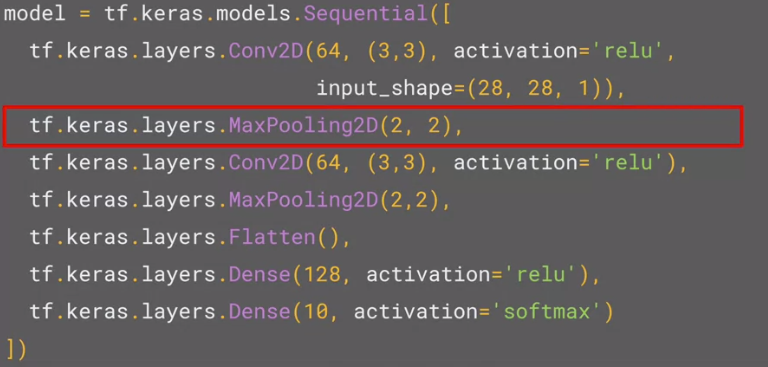 model = tf.keras.models.Sequential([
tf.keras.layers.Conv2D(64, (3,3), activation='relu',
input_shape=(28, 28, 1)),
tf.keras.layers.MaxPooling2D(2, 2),
tf.keras.layers.Conv2D(64, (3,3), activation='relu'),
tf.keras.layers.MaxPooling2D(2,2),
tf.keras.layers.Flatten(),
tf.keras.layers.Dense(128, activation='relu'),
tf.keras.layers.Dense(10, activation='softmax')
])